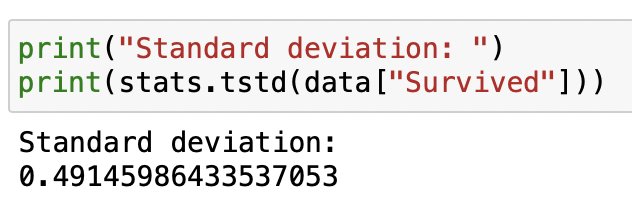 print("Standard deviation: ")
print(stats.tstd(data["Survived"]))
Standard deviation:
0.49145986433537053